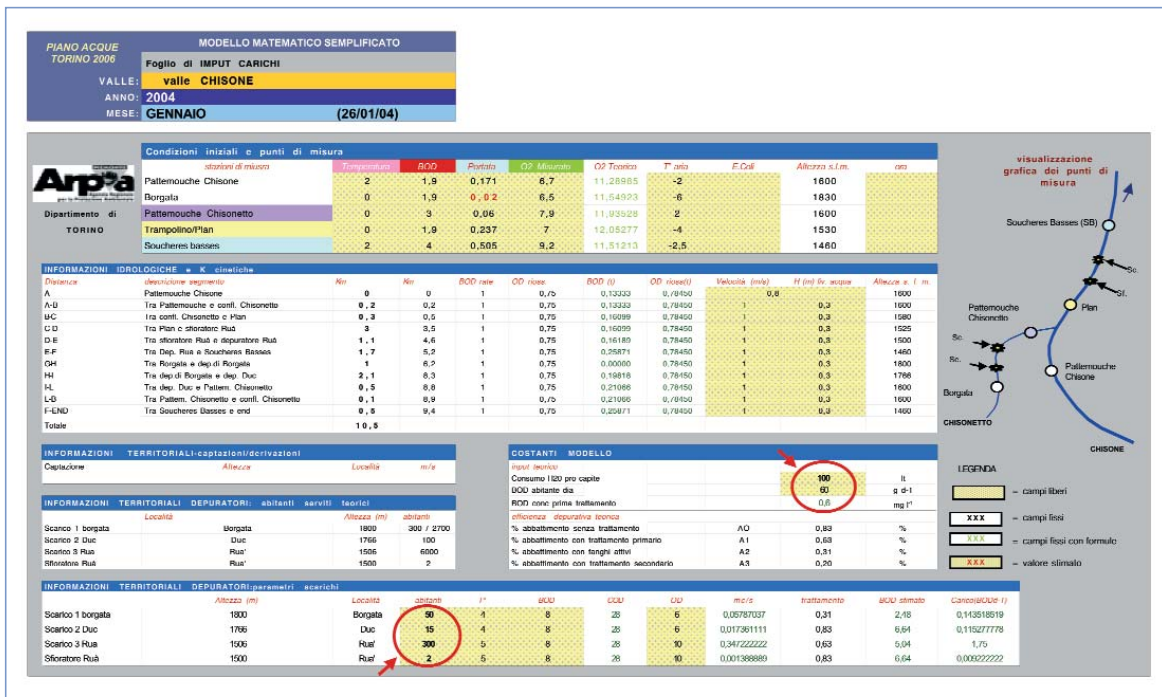 PIANO ACQUE TORINO 2006
MODELLO MATEMATICO SEMPLIFICATO
Foglio di IMPUT CARICHI
VALLE: valle CHISONE
ANNO: 2004
MESE: GENNAIO (26/01/04)
Arpa
Dipartimento di
TORINO
Condizioni iniziali e punti di misura
stazioni di misura Temperatura BOD Portata O2 Misurato O2 Teorico T° aria E.Coli Altezza s.l.m. ora
Pattemouche Chisone 2 1,9 0,171 6,7 11,28965 -2 1600
Borgata 0 1,9 0,02 6,5 11,54923 -6 1830
Pattemouche Chisonetto 0 3 0,06 7,9 11,93528 2 1600
Trampolino/Plan 0 1,9 0,237 7 12,05277 -4 1530
Soucheres basses 2 4 0,505 9,2 11,51213 -2,5 1460
INFORMAZIONI IDROLOGICHE e K cinetiche
Distanza descrizione segmento Km Km BOD rate OD rioss. BOD (t) OD rioss(t) Velocità (m/s) H (m) liv. acqua Altezza s. l. m.
A Pattemouche Chisone 0 0 1 0,75 0,13333 0,78450 0,8 1600
A-B Tra Pattemouche e confl. Chisonetto 0,2 0,2 1 0,75 0,13333 0,78450 1 0,3 1600
B-C Tra confl. Chisonetto e Plan 0,3 0,5 1 0,75 0,16099 0,78450 1 0,3 1580
C-D Tra Plan e sfioratore Ruà 3 3,5 1 0,75 0,16099 0,78450 1 0,3 1525
D-E Tra sfioratore Ruà e depuratore Ruà 1,1 4,6 1 0,75 0,16189 0,78450 1 0,3 1500
E-F Tra Dep. Rua e Soucheres Basses 1,7 5,2 1 0,75 0,25871 0,78450 1 0,3 1460
GH Tra Borgata e dep.di Borgata 1 6,2 1 0,75 0,00000 0,78450 1 0,3 1800
H-I Tra dep.di Borgata e dep. Duc 2,1 8,3 1 0,75 0,19816 0,78450 1 0,3 1766
I-L Tra dep. Duc e Pattem. Chisonetto 0,5 8,8 1 0,75 0,21066 0,78450 1 0,3 1600
L-B Tra Pattem. Chisonetto e confl. Chisonetto 0,1 8,9 1 0,75 0,21066 0,78450 1 0,3 1600
F-END Tra Soucheres Basses e end 0,5 9,4 1 0,75 0,25871 0,78450 1 0,3 1460
Totale 10,5
INFORMAZIONI TERRITORIALI-captazioni/derivazioni
Captazione Altezza Località m/s
INFORMAZIONI TERRITORIALI DEPURATORI: abitanti serviti teorici
Località Altezza (m) abitanti
Scarico 1 borgata Borgata 1800 300 / 2700
Scarico 2 Duc Duc 1766 100
Scarico 3 Rua Rua' 1506 6000
Sfioratore Ruà Rua' 1500 2
COSTANTI MODELLO
input teorico
Consumo H20 pro capite 100 lt
BOD abitante dia 60 g d-1
BOD conc prima trattamento 0,6 mg l-1
efficienza depurativa teorica
% abbattimento senza trattamento AO 0,83 %
% abbattimento con trattamento primario A1 0,63 %
% abbattimento con fanghi attivi A2 0,31 %
% abbattimento con trattamento secondario A3 0,20 %
INFORMAZIONI TERRITORIALI DEPURATORI:parametri scarichi
Altezza (m) Località abitanti T° BOD COD OD mc/s trattamento BOD stimato Carico(BODd-1)
Scarico 1 borgata 1800 Borgata 50 4 8 28 6 0,05787037 0,31 2,48 0,143518519
Scarico 2 Duc 1766 Duc 15 4 8 28 6 0,017361111 0,83 6,64 0,115277778
Scarico 3 Rua 1506 Rua' 300 5 8 28 10 0,347222222 0,63 5,04 1,75
Sfioratore Ruà 1500 Rua' 2 5 8 28 10 0,001388889 0,83 6,64 0,009222222
visualizzazione
grafica dei punti di
misura
Soucheres Basses (SB)
Sc.
Sf.
Plan
Pattemouche
Chisonetto
Sc.
Sc.
Pattemouche
Chisone
Borgata
CHISONETTO
CHISONE
LEGENDA
= campi liberi
XXX = campi fissi
XXX = campi fissi con formule
XXX = valore stimato